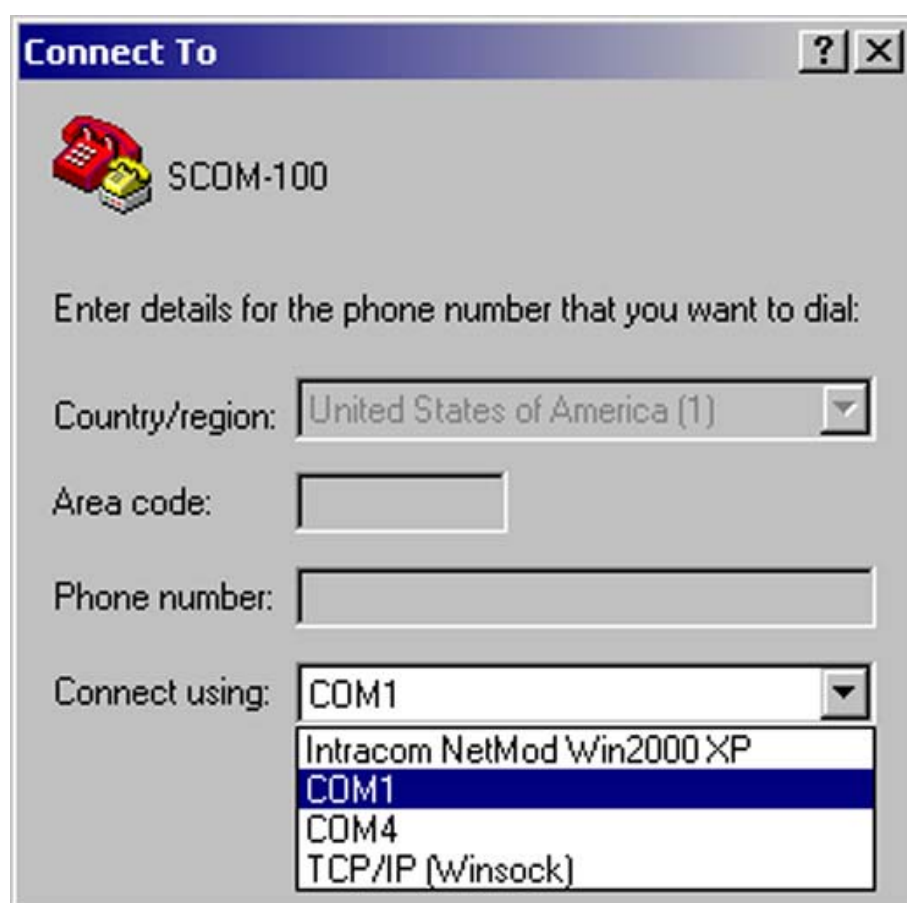 Connect To
SCOM-100
Enter details for the phone number that you want to dial:
Country/region: United States of America (1)
Area code:
Phone number:
Connect using: COM1
Intracom NetMod Win2000 XP
COM1
COM4
TCP/IP (Winsock)